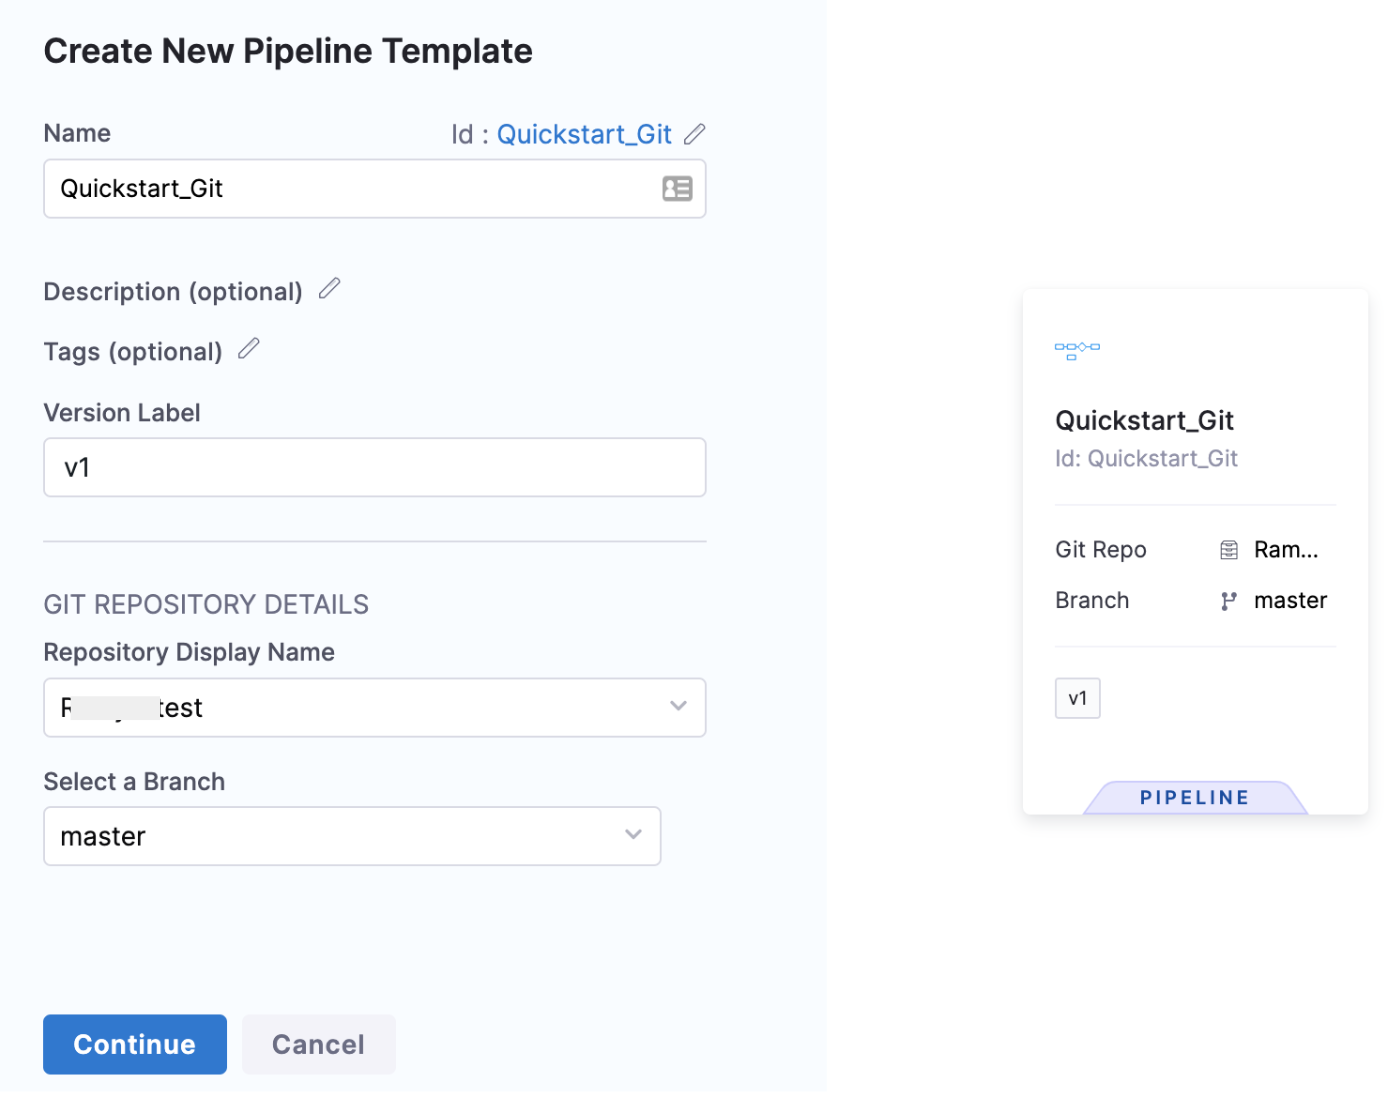 Create New Pipeline Template
Name
Id : Quickstart_Git
Quickstart_Git
Description (optional)
Tags (optional)
Version Label
v1
GIT REPOSITORY DETAILS
Repository Display Name
test
Select a Branch
master
Continue
Cancel
Quickstart_Git
Id: Quickstart_Git
Git Repo
Ram...
Branch
master
v1
PIPELINE